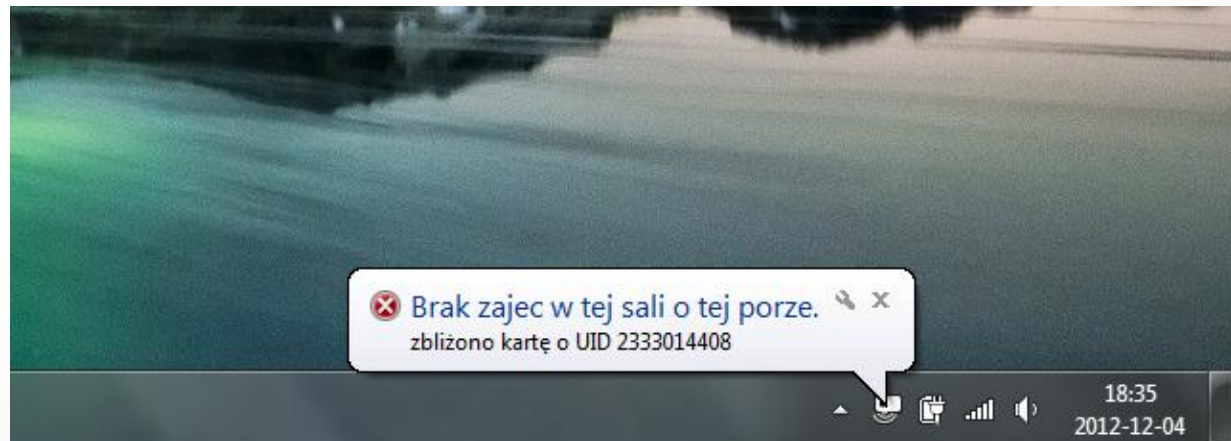 Brak zajec w tej sali o tej porze.
zbliżono kartę o UID 2333014408
18:35
2012-12-04